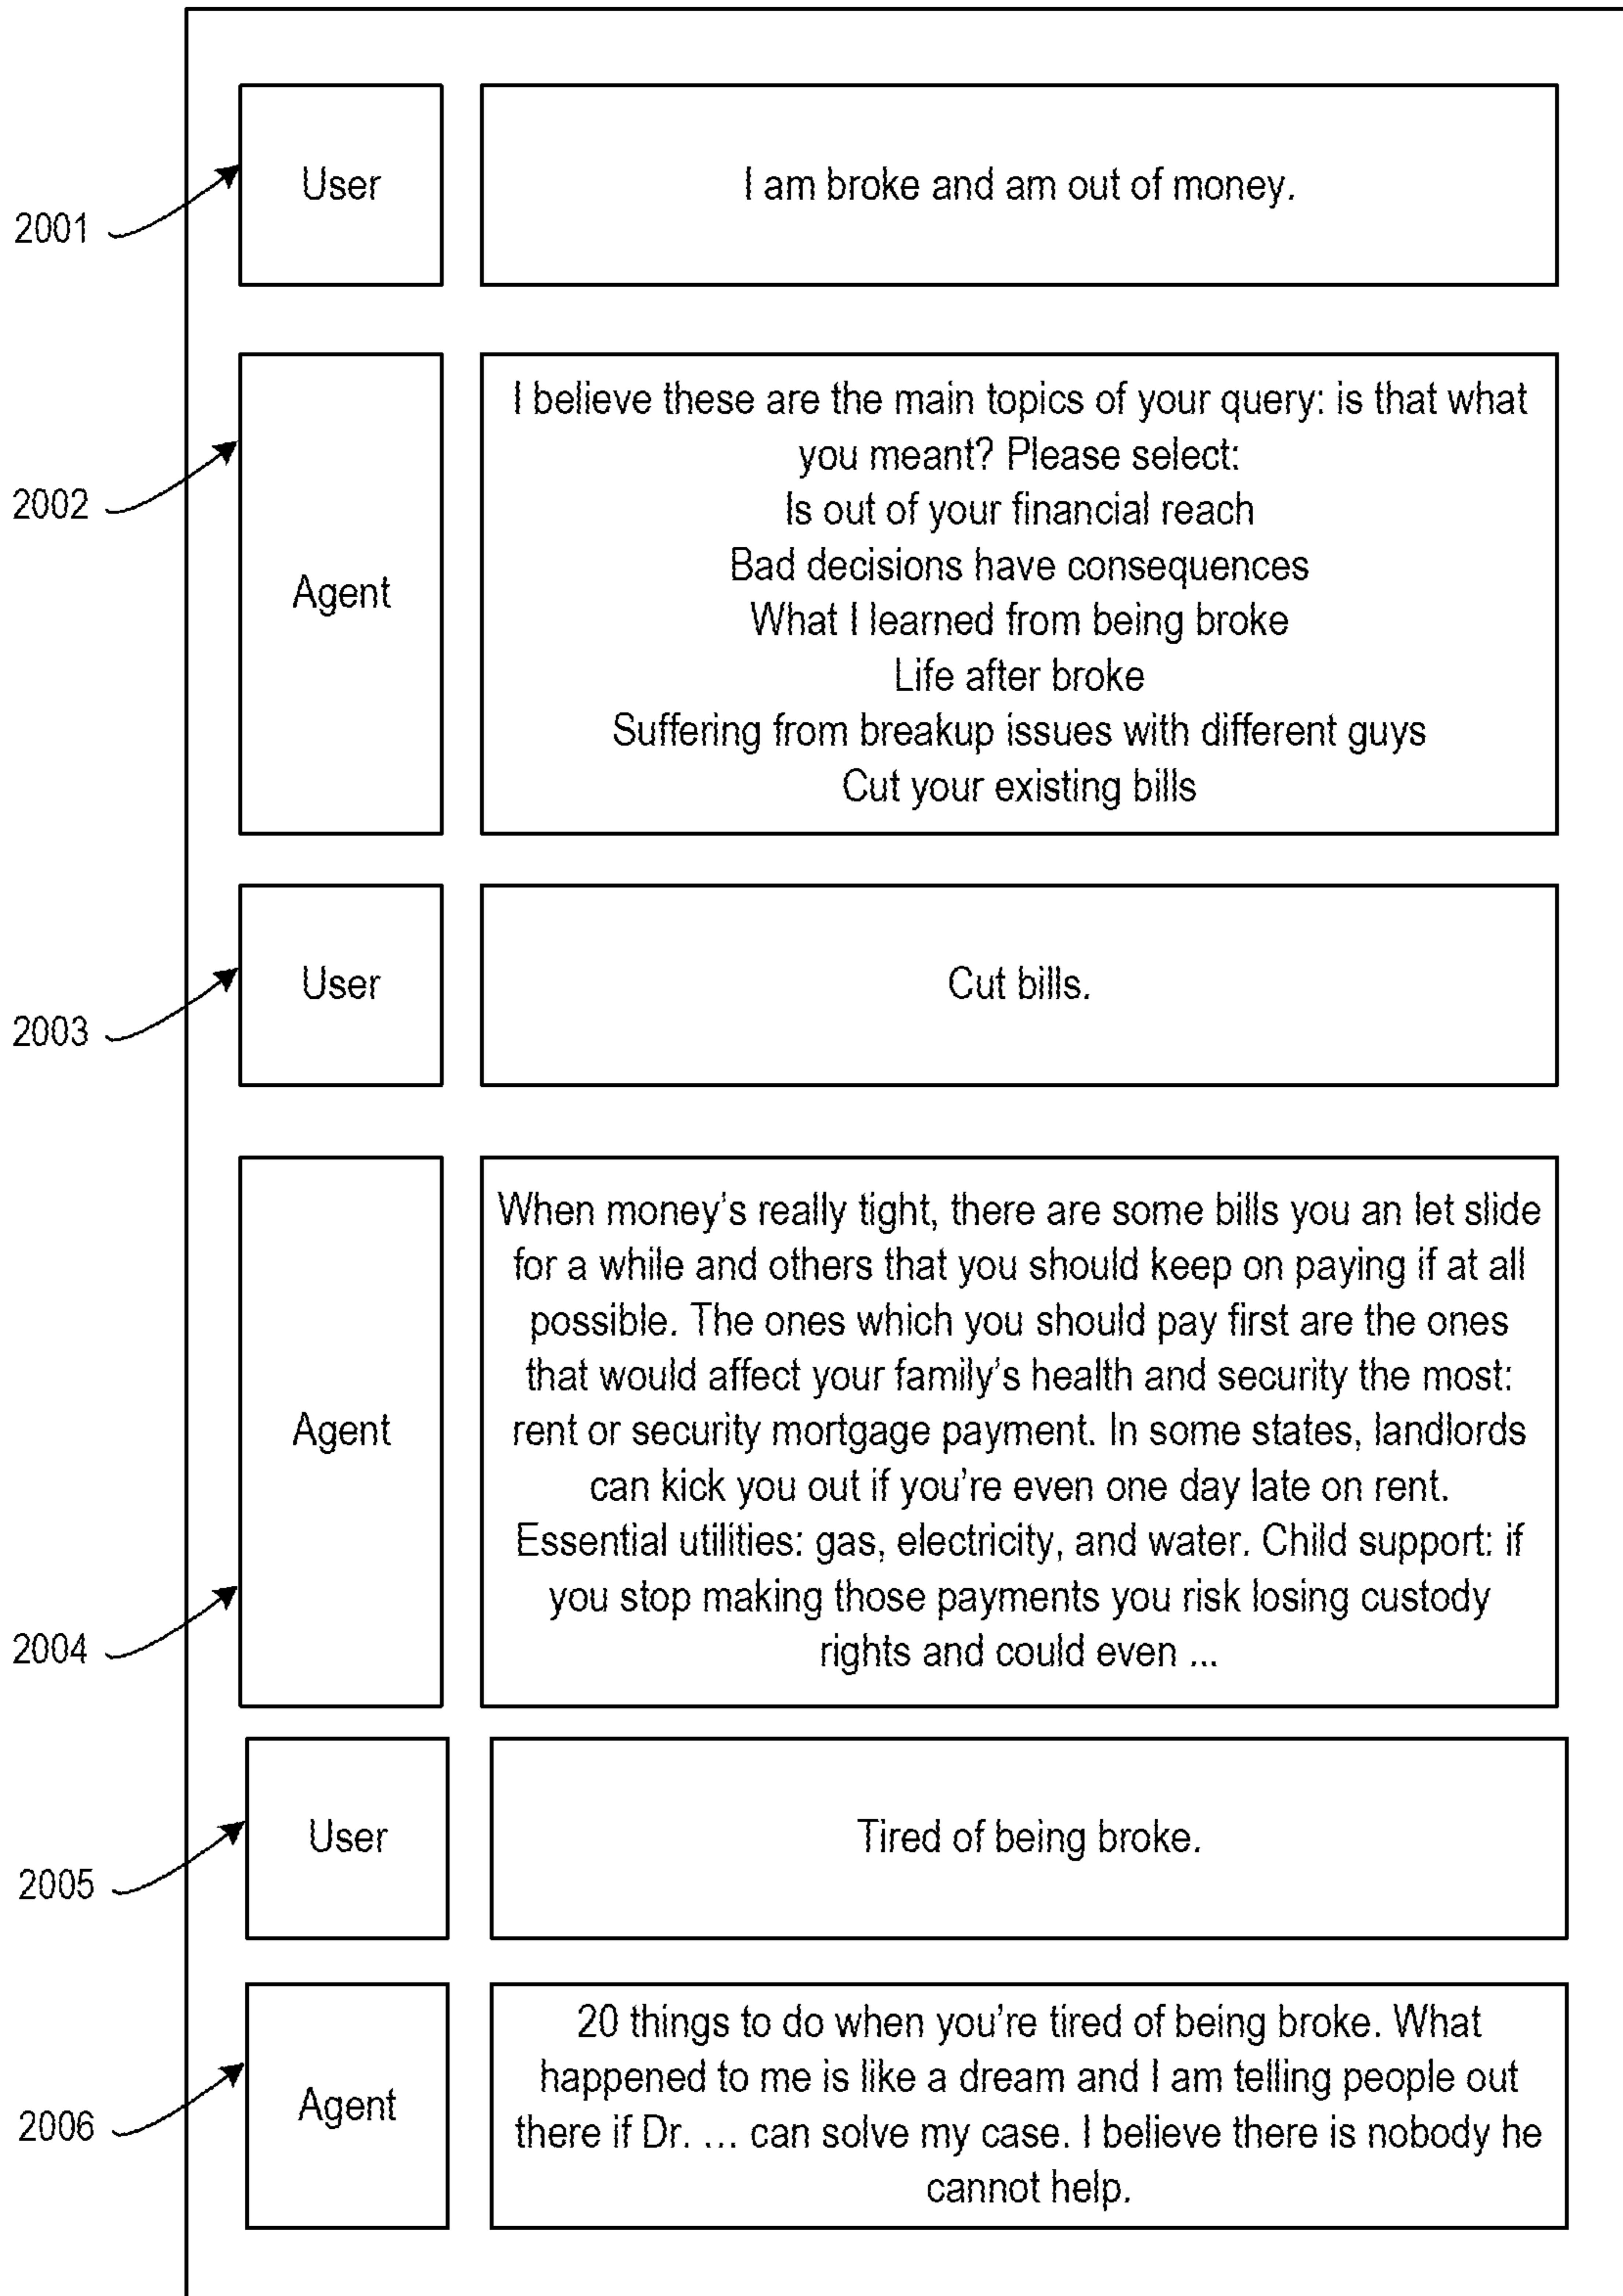 2001
User
I am broke and am out of money.
2002
Agent
I believe these are the main topics of your query: is that what
you meant? Please select:
Is out of your financial reach
Bad decisions have consequences
What I learned from being broke
Life after broke
Suffering from breakup issues with different guys
Cut your existing bills
2003
User
Cut bills.
2004
Agent
When money's really tight, there are some bills you an let slide
for a while and others that you should keep on paying if at all
possible. The ones which you should pay first are the ones
that would affect your family's health and security the most:
rent or security mortgage payment. In some states, landlords
can kick you out if you're even one day late on rent.
Essential utilities: gas, electricity, and water. Child support: if
you stop making those payments you risk losing custody
rights and could even ...
2005
User
Tired of being broke.
2006
Agent
20 things to do when you're tired of being broke. What
happened to me is like a dream and I am telling people out
there if Dr. ... can solve my case. I believe there is nobody he
cannot help.